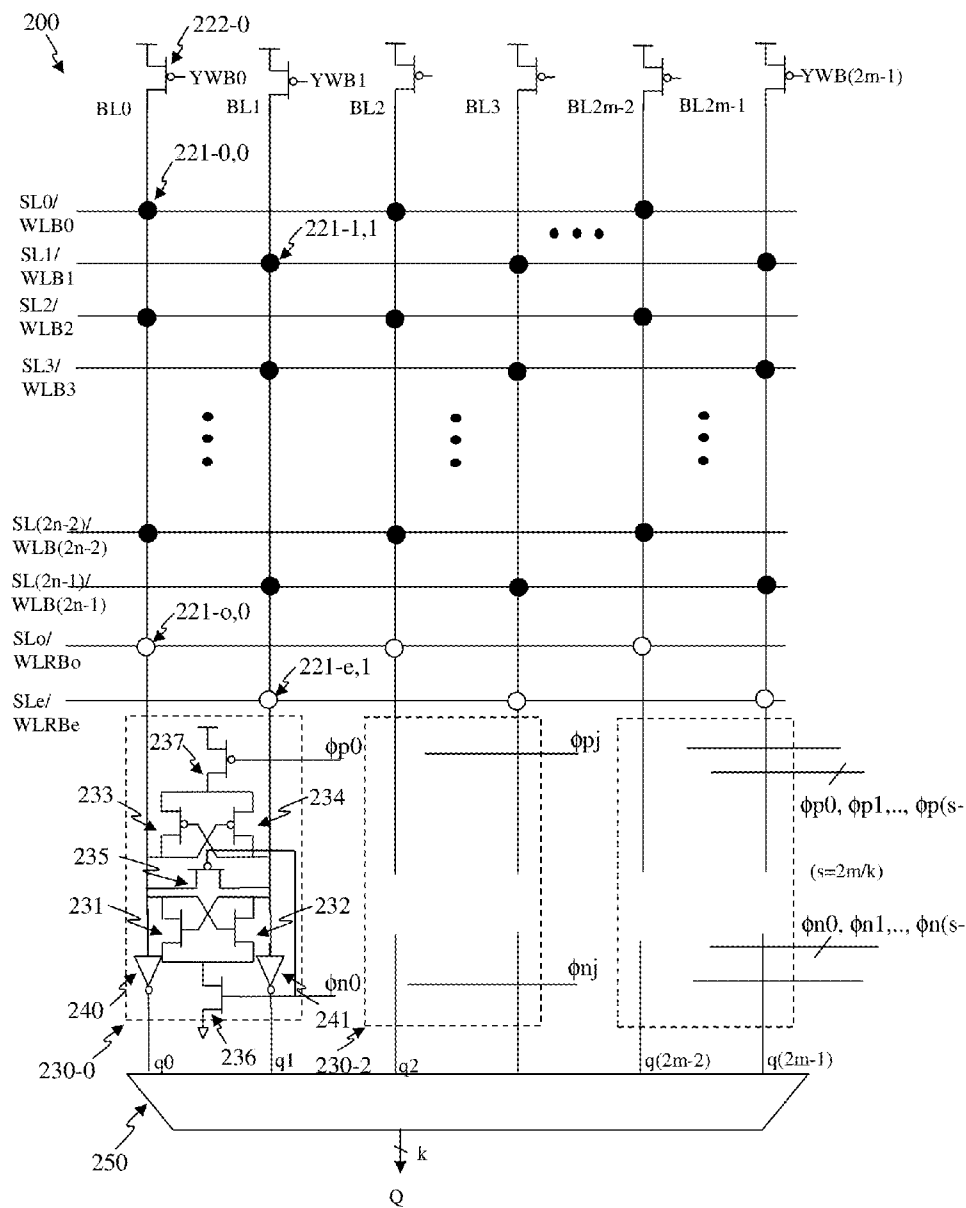 200
222-0
YWB0
YWB1
YWB(2m-1)
BL0
BL1
BL2
BL3
BL2m-2
BL2m-1
221-0,0
SL0/
WLB0
221-1,1
SL1/
WLB1
SL2/
WLB2
SL3/
WLB3
SL(2n-2)/
WLB(2n-2)
SL(2n-1)/
WLB(2n-1)
221-o,0
SLo/
WLRBo
221-e,1
SLe/
WLRBe
237
ϕp0
ϕpj
233
234
ϕp0, ϕp1,.., ϕp(s-
235
(s=2m/k)
231
232
ϕn0, ϕn1,.., ϕn(s-
ϕn0
ϕnj
240
241
236
230-0
230-2
q0
q1
q2
q(2m-2)
q(2m-1)
250
k
Q